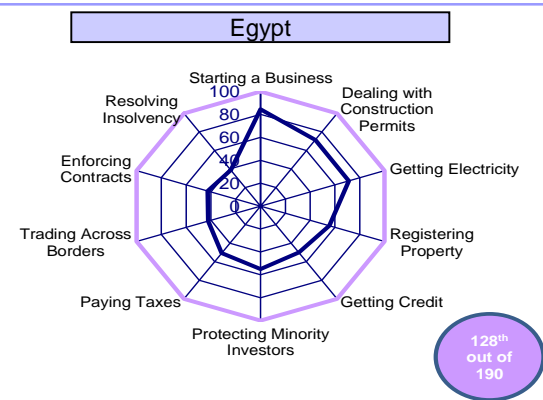 Egypt
Starting a Business
Dealing with
Construction
Permits
Getting Electricity
Registering
Property
Getting Credit
Protecting Minority
Investors
Paying Taxes
Trading Across
Borders
Enforcing
Contracts
Resolving
Insolvency
100
80
60
40
20
0
128th
out of
190